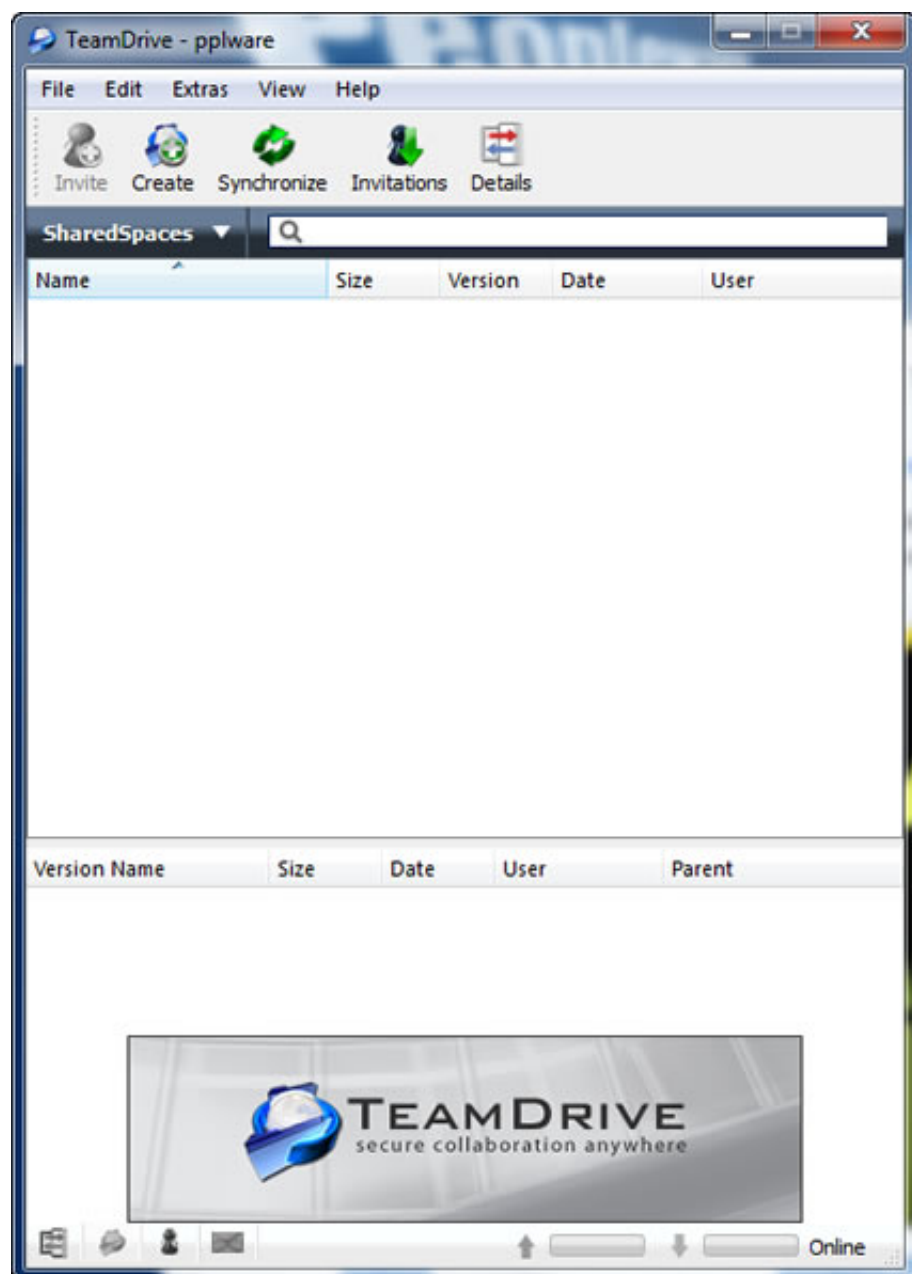 TeamDrive - pplware
File Edit Extras View Help
Invite Create Synchronize Invitations Details
SharedSpaces
Name Size Version Date User
Version Name Size Date User Parent
TEAMDRIVE
secure collaboration anywhere
Online